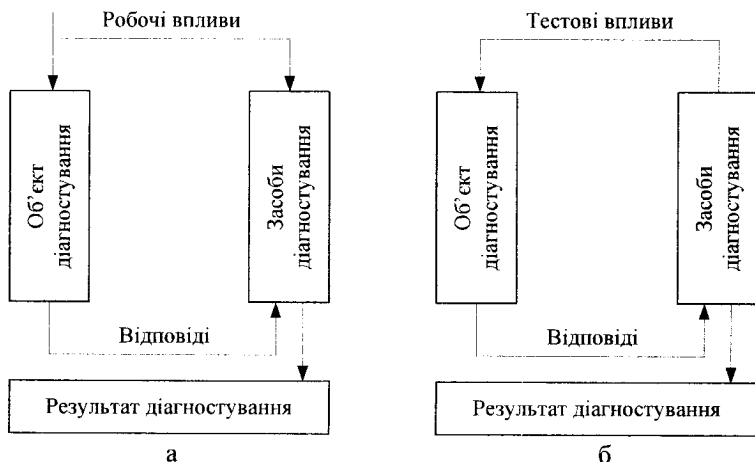 Робочі впливи
Об’єкт
діагностування
Засоби
діагностування
Відповіді
Результат діагностування
а
Тестові впливи
Об’єкт
діагностування
Засоби
діагностування
Відповіді
Результат діагностування
б